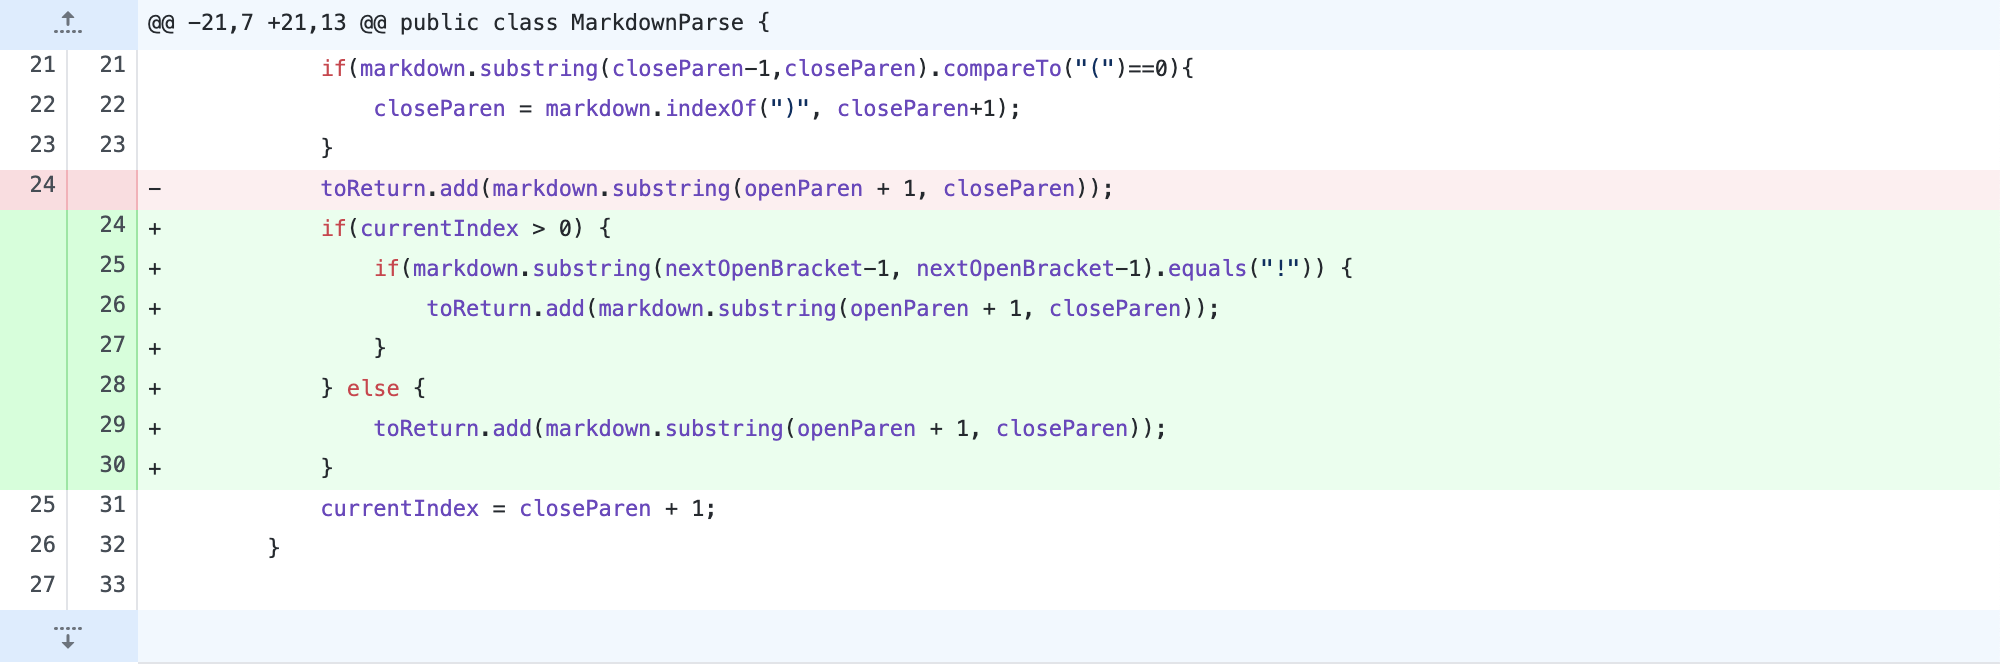 @@ -21,7 +21,13 @@ public class MarkdownParse {
21 21 if(markdown.substring(closeParen-1,closeParen).compareTo("(")==0){
22 22 closeParen = markdown.indexOf(")", closeParen+1);
23 23 }
24 - toReturn.add(markdown.substring(openParen + 1, closeParen));
24 + if(currentIndex > 0) {
25 + if(markdown.substring(nextOpenBracket-1, nextOpenBracket-1).equals("!")) {
26 + toReturn.add(markdown.substring(openParen + 1, closeParen));
27 + }
28 + } else {
29 + toReturn.add(markdown.substring(openParen + 1, closeParen));
30 + }
25 31 currentIndex = closeParen + 1;
26 32 }
27 33